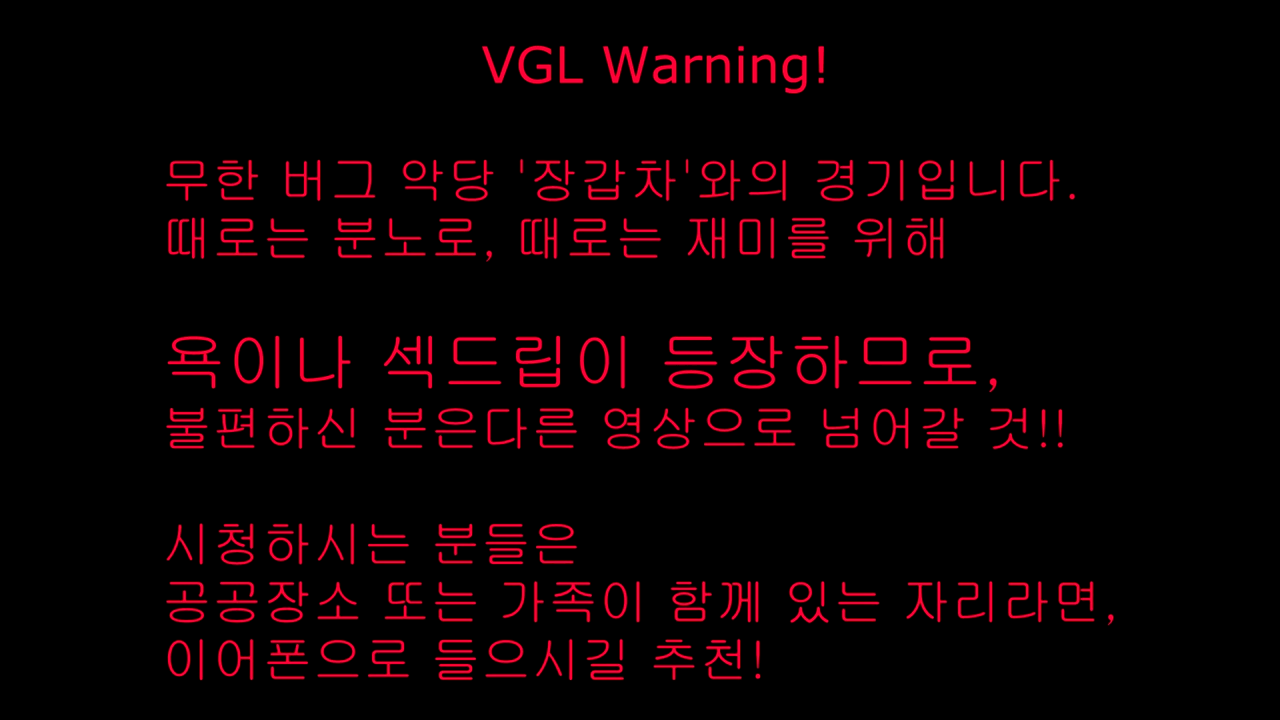 VGL Warning!
무한 버그 악당 '장갑차'와의 경기입니다.
때로는 분노로, 때로는 재미를 위해
욕이나 섹드립이 등장하므로,
불편하신 분은다른 영상으로 넘어갈 것!!
시청하시는 분들은
공공장소 또는 가족이 함께 있는 자리라면,
이어폰으로 들으시길 추천!